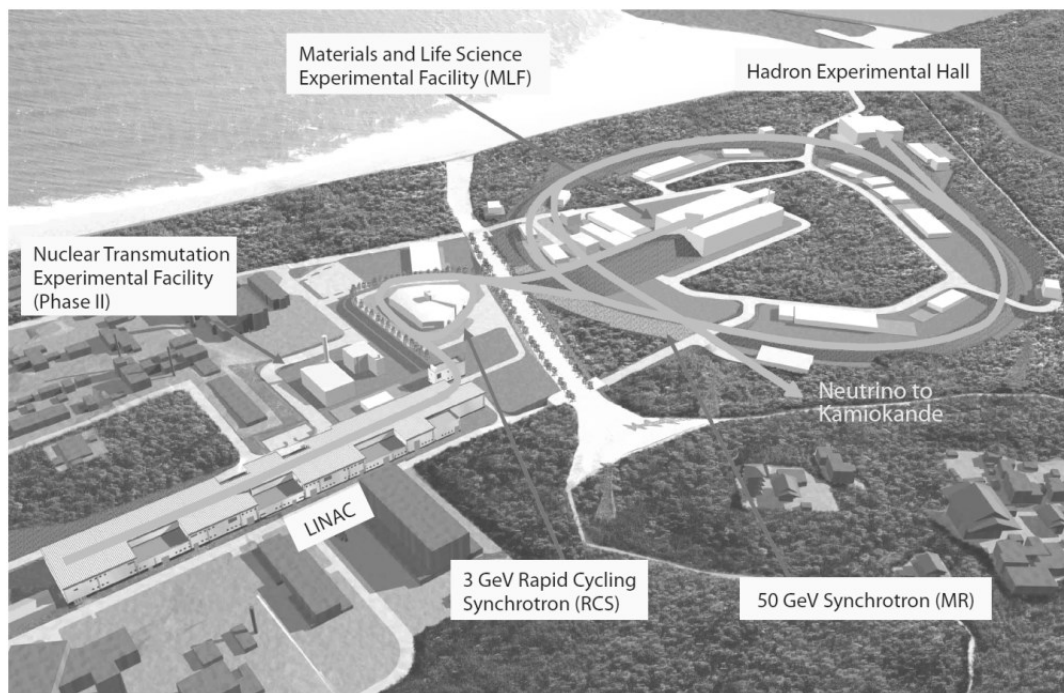 Materials and Life Science
Experimental Facility (MLF)
Hadron Experimental Hall
Nuclear Transmutation
Experimental Facility
(Phase II)
Neutrino to
Kamiokande
LINAC
3 GeV Rapid Cycling
Synchrotron (RCS)
50 GeV Synchrotron (MR)